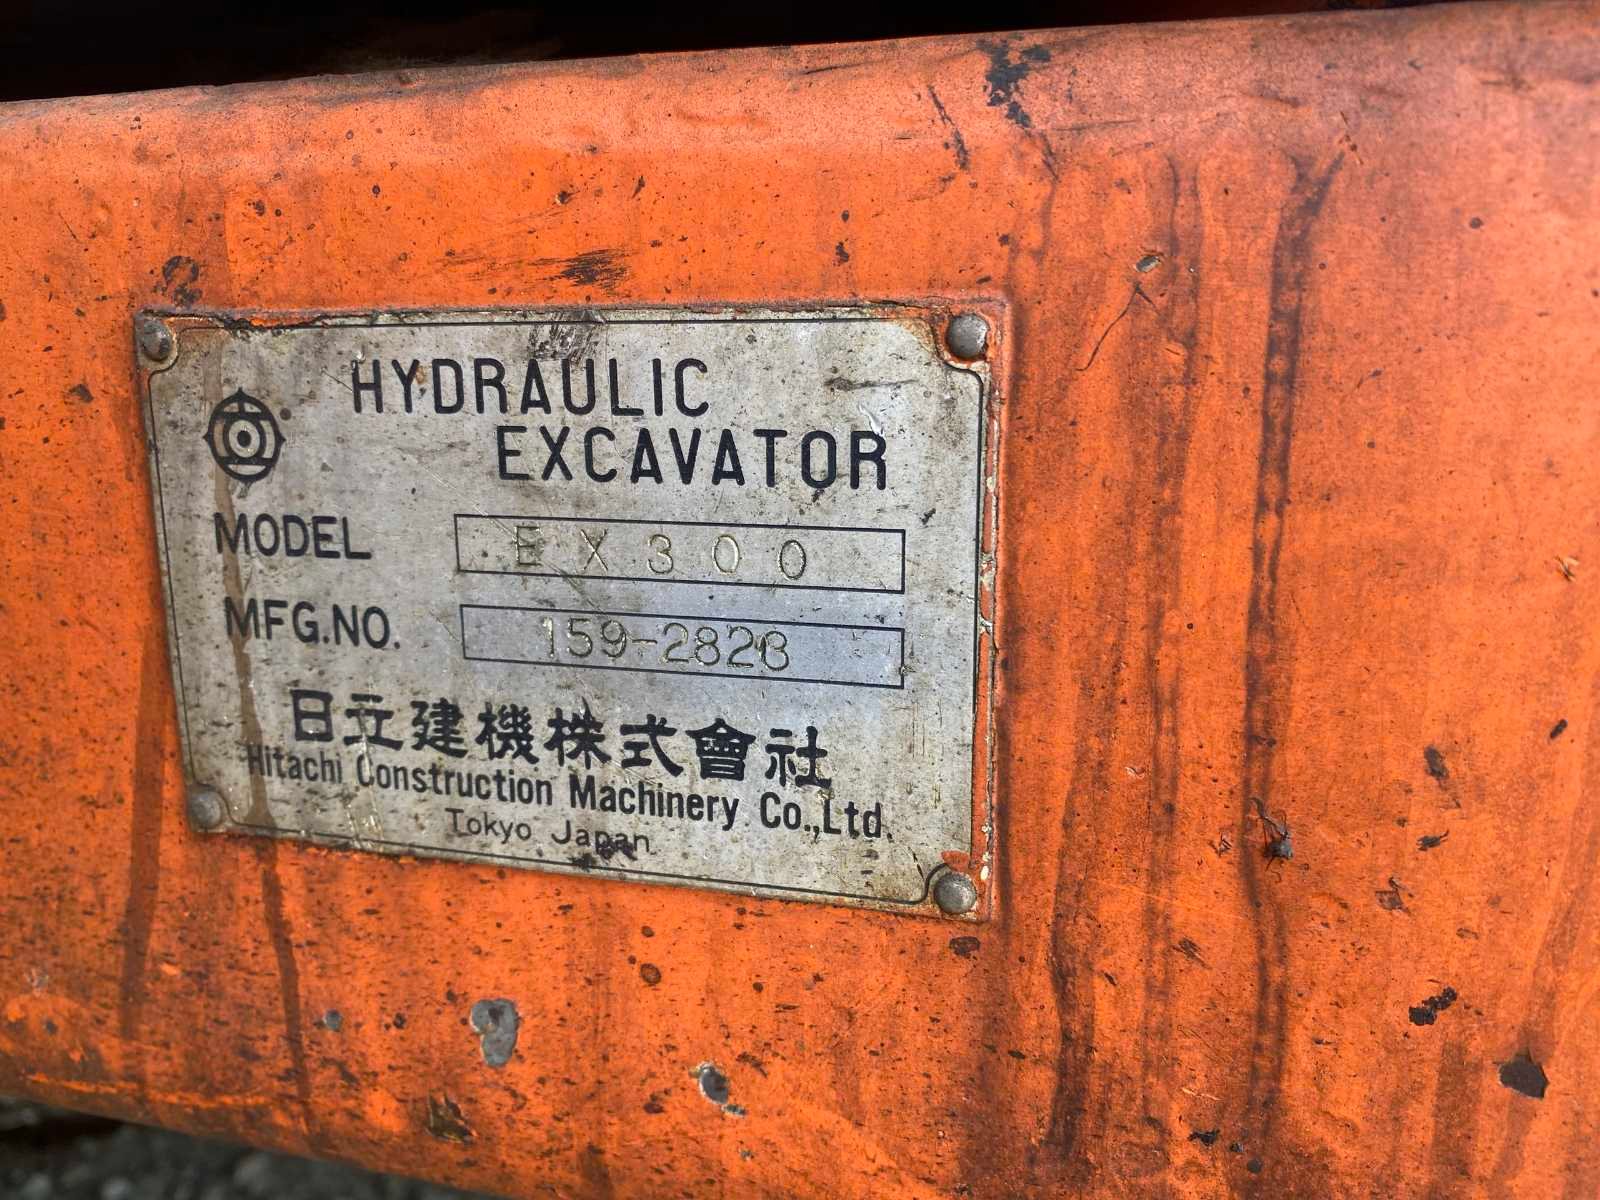 HYDRAULIC
EXCAVATOR
MODEL EX300
MFG.NO. 159-2828
日立建機株式會社
Hitachi Construction Machinery Co.,Ltd.
Tokyo Japan